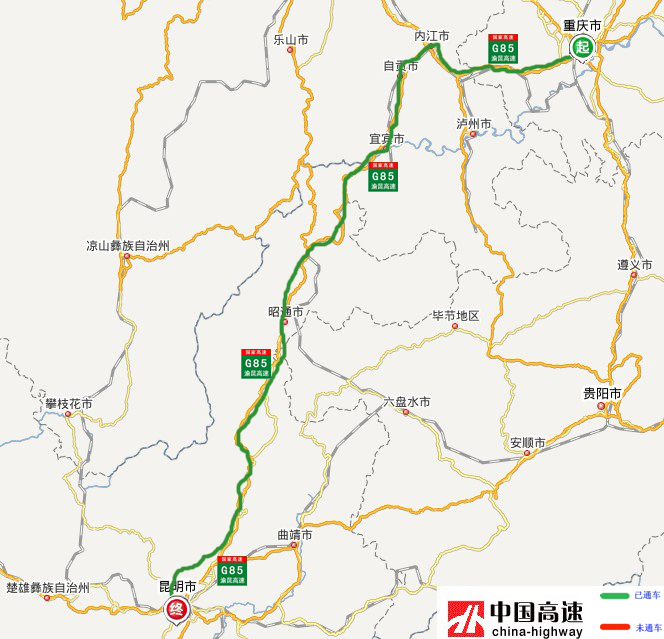 重庆市
起
内江市
乐山市
国家高速
G85
渝昆高速
自贡市
泸州市
宜宾市
国家高速
G85
渝昆高速
凉山彝族自治州
遵义市
昭通市
毕节地区
国家高速
G85
渝昆高速
攀枝花市
六盘水市
贵阳市
安顺市
曲靖市
国家高速
G85
渝昆高速
昆明市
楚雄彝族自治州
终
已通车
中国高速
china-highway
未通车